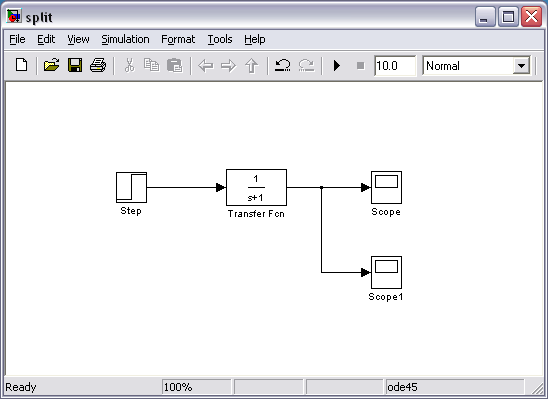 split
File Edit View Simulation Format Tools Help
10.0 Normal
1
s+1
Step
Transfer Fcn
Scope
Scope1
Ready 100% ode45